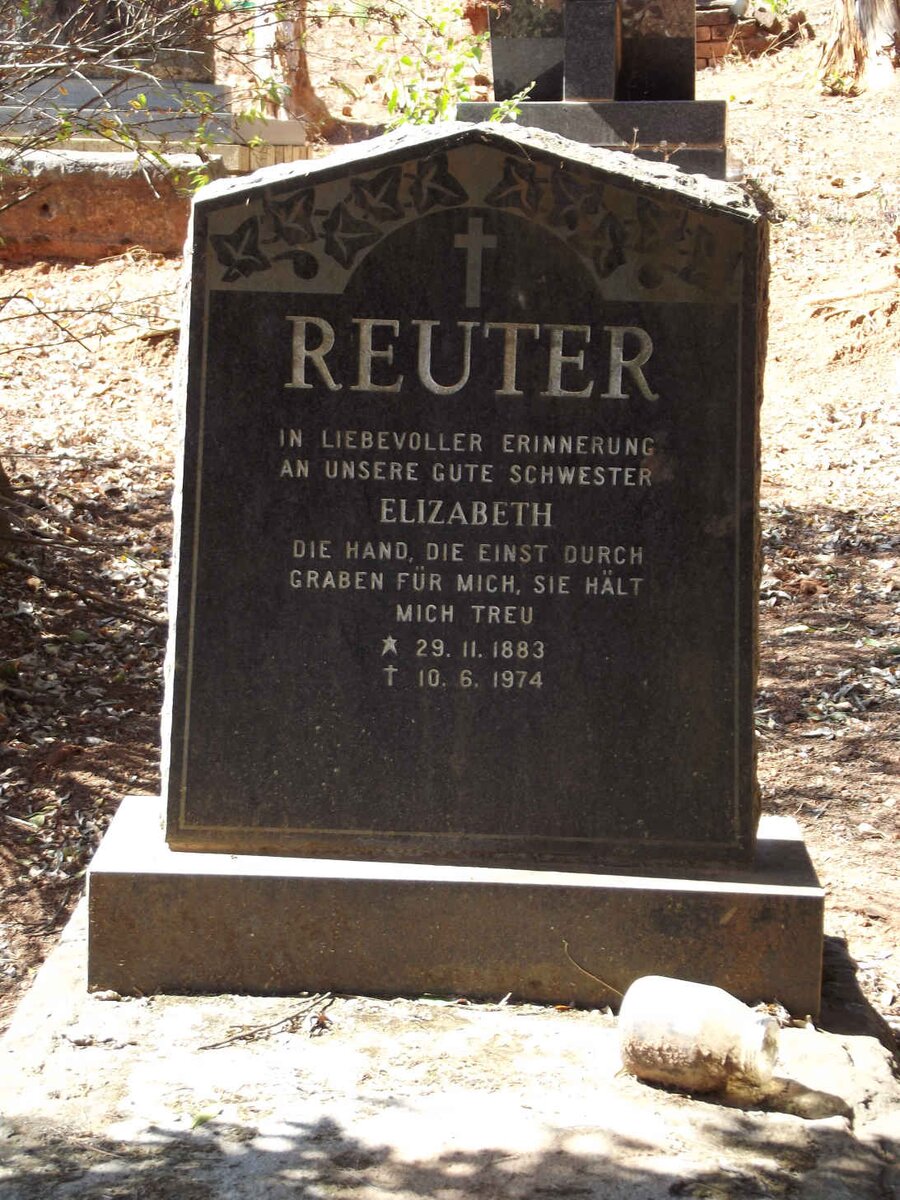 REUTER
IN LIEBEVOLLER ERINNERUNG
AN UNSERE GUTE SCHWESTER
ELIZABETH
DIE HAND, DIE EINST DURCH
GRABEN FÜR MICH, SIE HÄLT
MICH TREU
★ 29. 11. 1883
† 10. 6. 1974